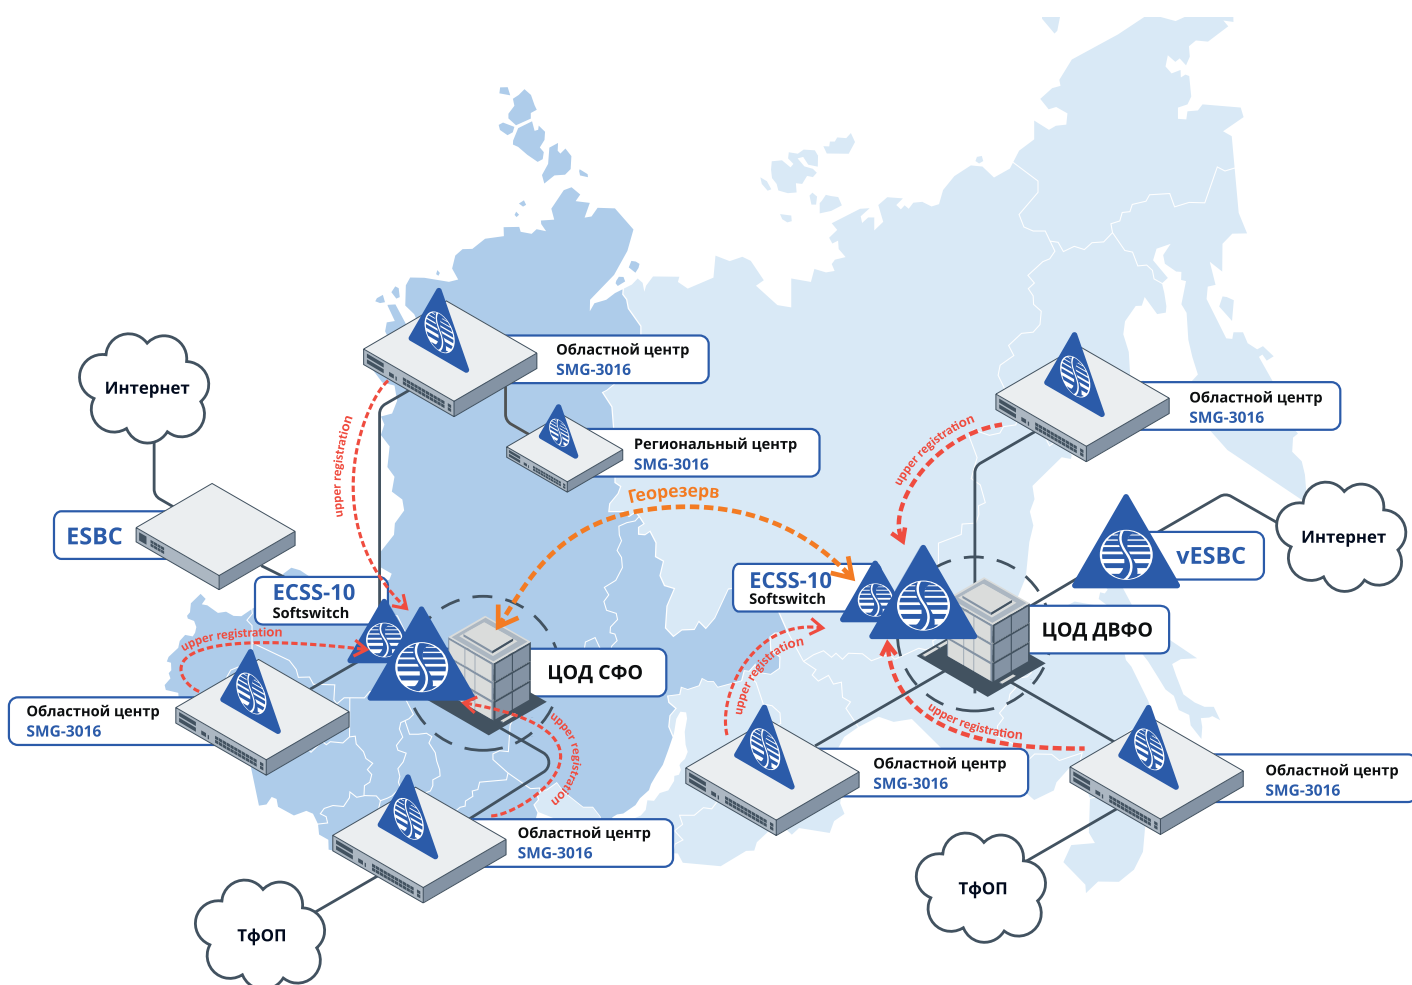 Областной центр
SMG-3016
Интернет
upper registration
Региональный центр
SMG-3016
Георезерв
upper registration
Областной центр
SMG-3016
ESBC
vESBC
Интернет
ECSS-10
Softswitch
ECSS-10
Softswitch
upper registration
ЦОД СФО
ЦОД ДВФО
upper registration
Областной центр
SMG-3016
upper registration
upper registration
Областной центр
SMG-3016
Областной центр
SMG-3016
Областной центр
SMG-3016
ТфОП
ТфОП